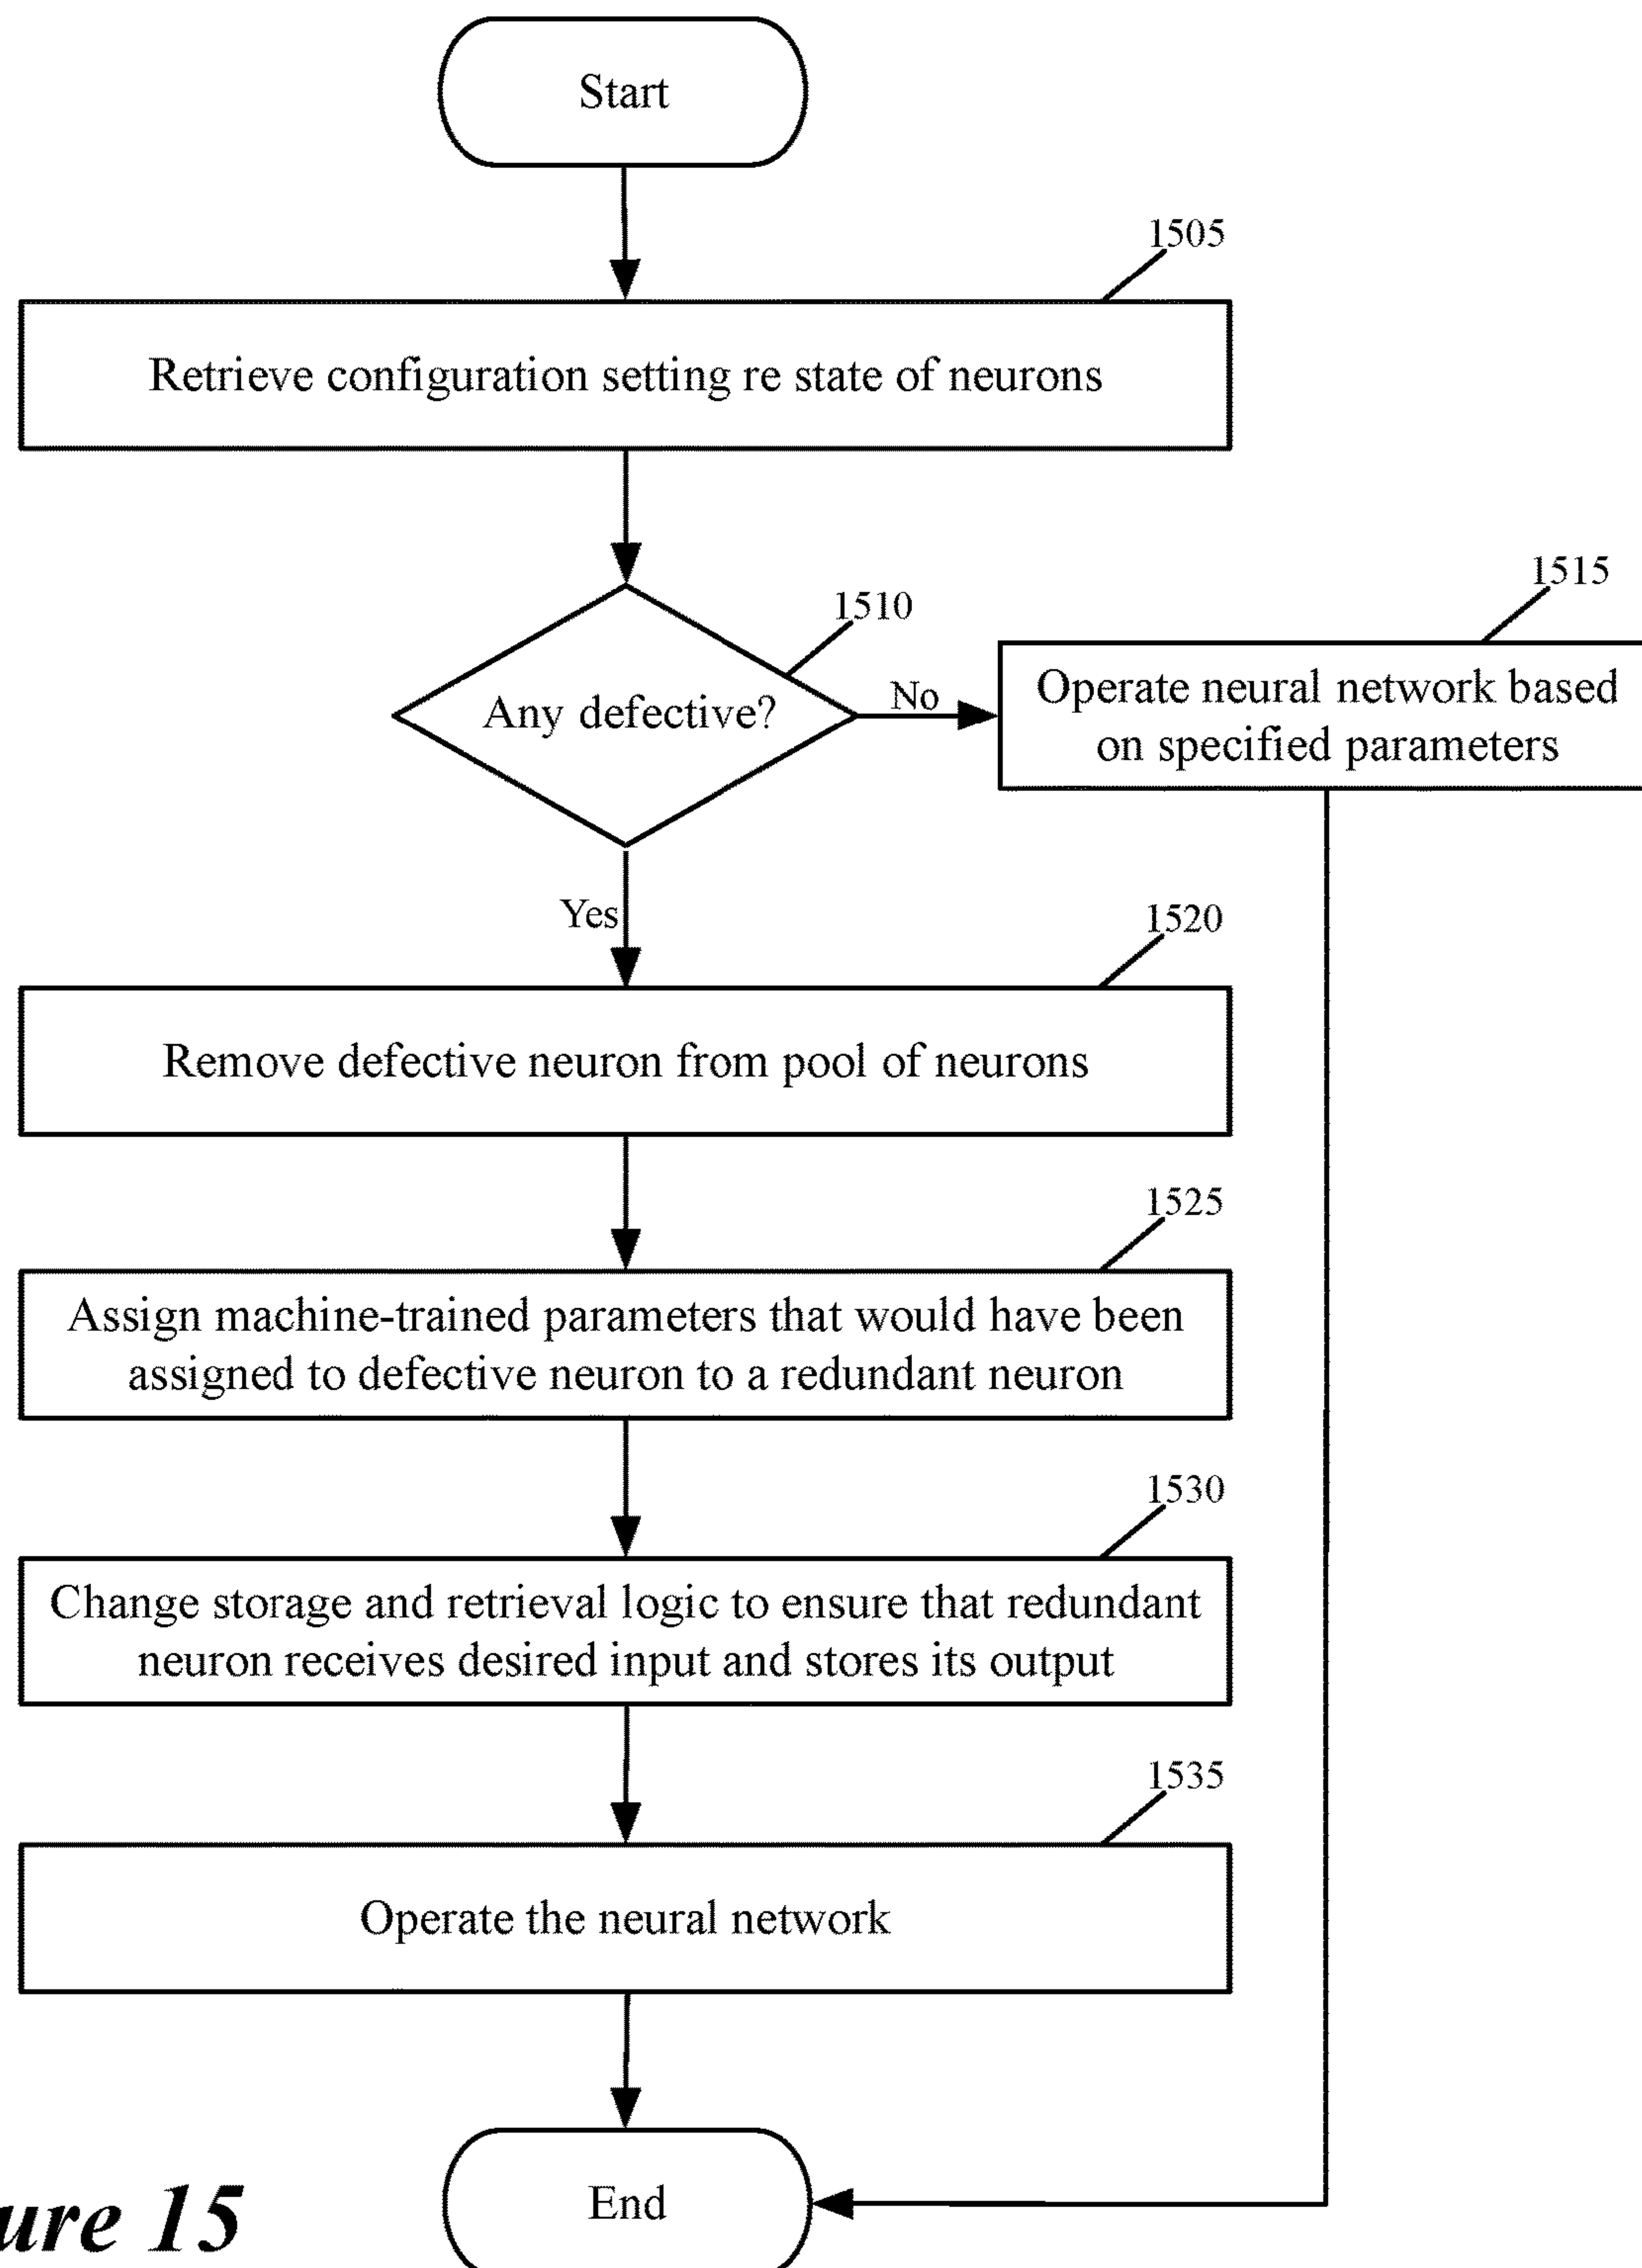 Start
1505
Retrieve configuration setting re state of neurons
1510
Any defective?
No
1515
Operate neural network based
on specified parameters
Yes
1520
Remove defective neuron from pool of neurons
1525
Assign machine-trained parameters that would have been
assigned to defective neuron to a redundant neuron
1530
Change storage and retrieval logic to ensure that redundant
neuron receives desired input and stores its output
1535
Operate the neural network
End
ure 15